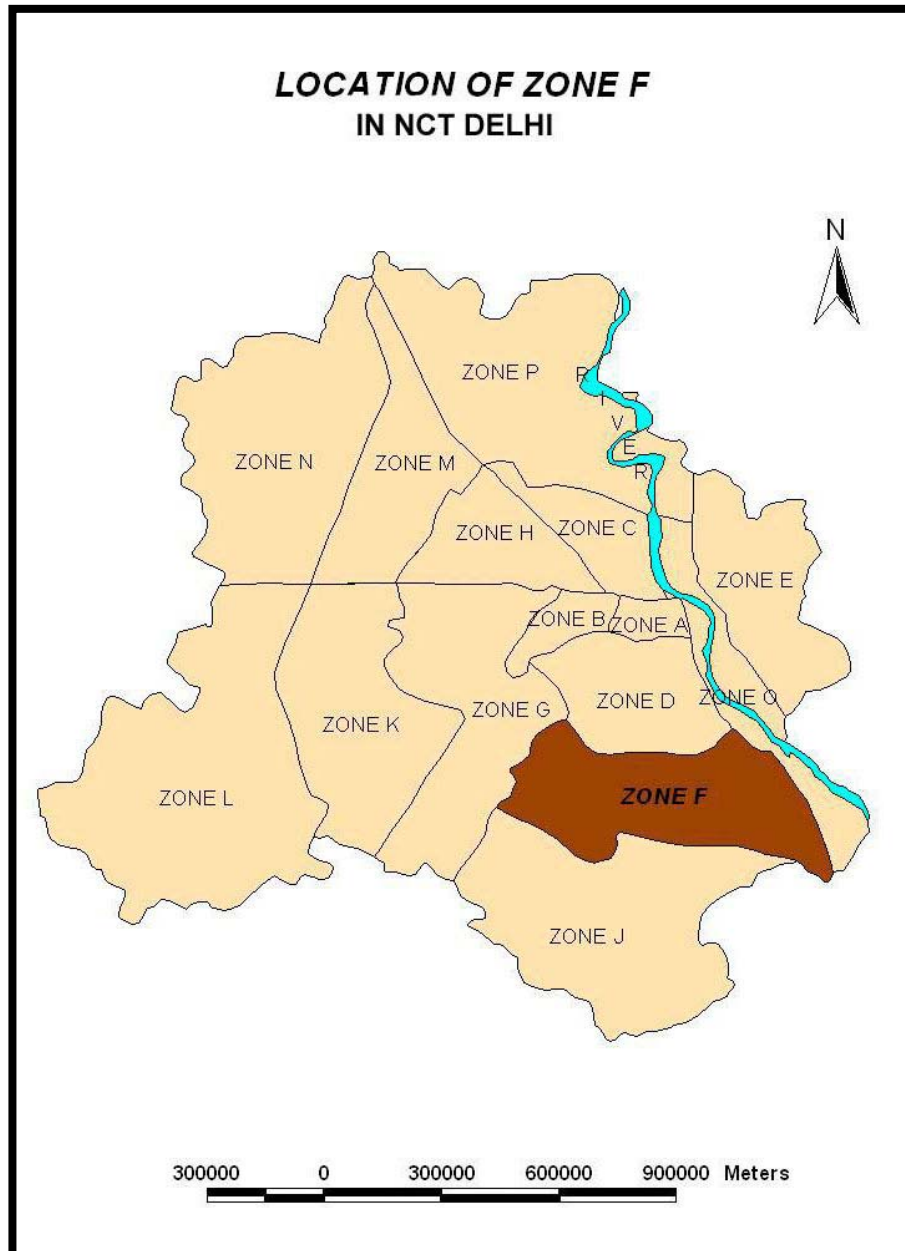 LOCATION OF ZONE F
IN NCT DELHI
N
ZONE P
RIVER
ZONE N
ZONE M
ZONE H
ZONE C
ZONE E
ZONE B
ZONE A
ZONE K
ZONE G
ZONE D
ZONE O
ZONE L
ZONE F
ZONE J
300000 0 300000 600000 900000 Meters